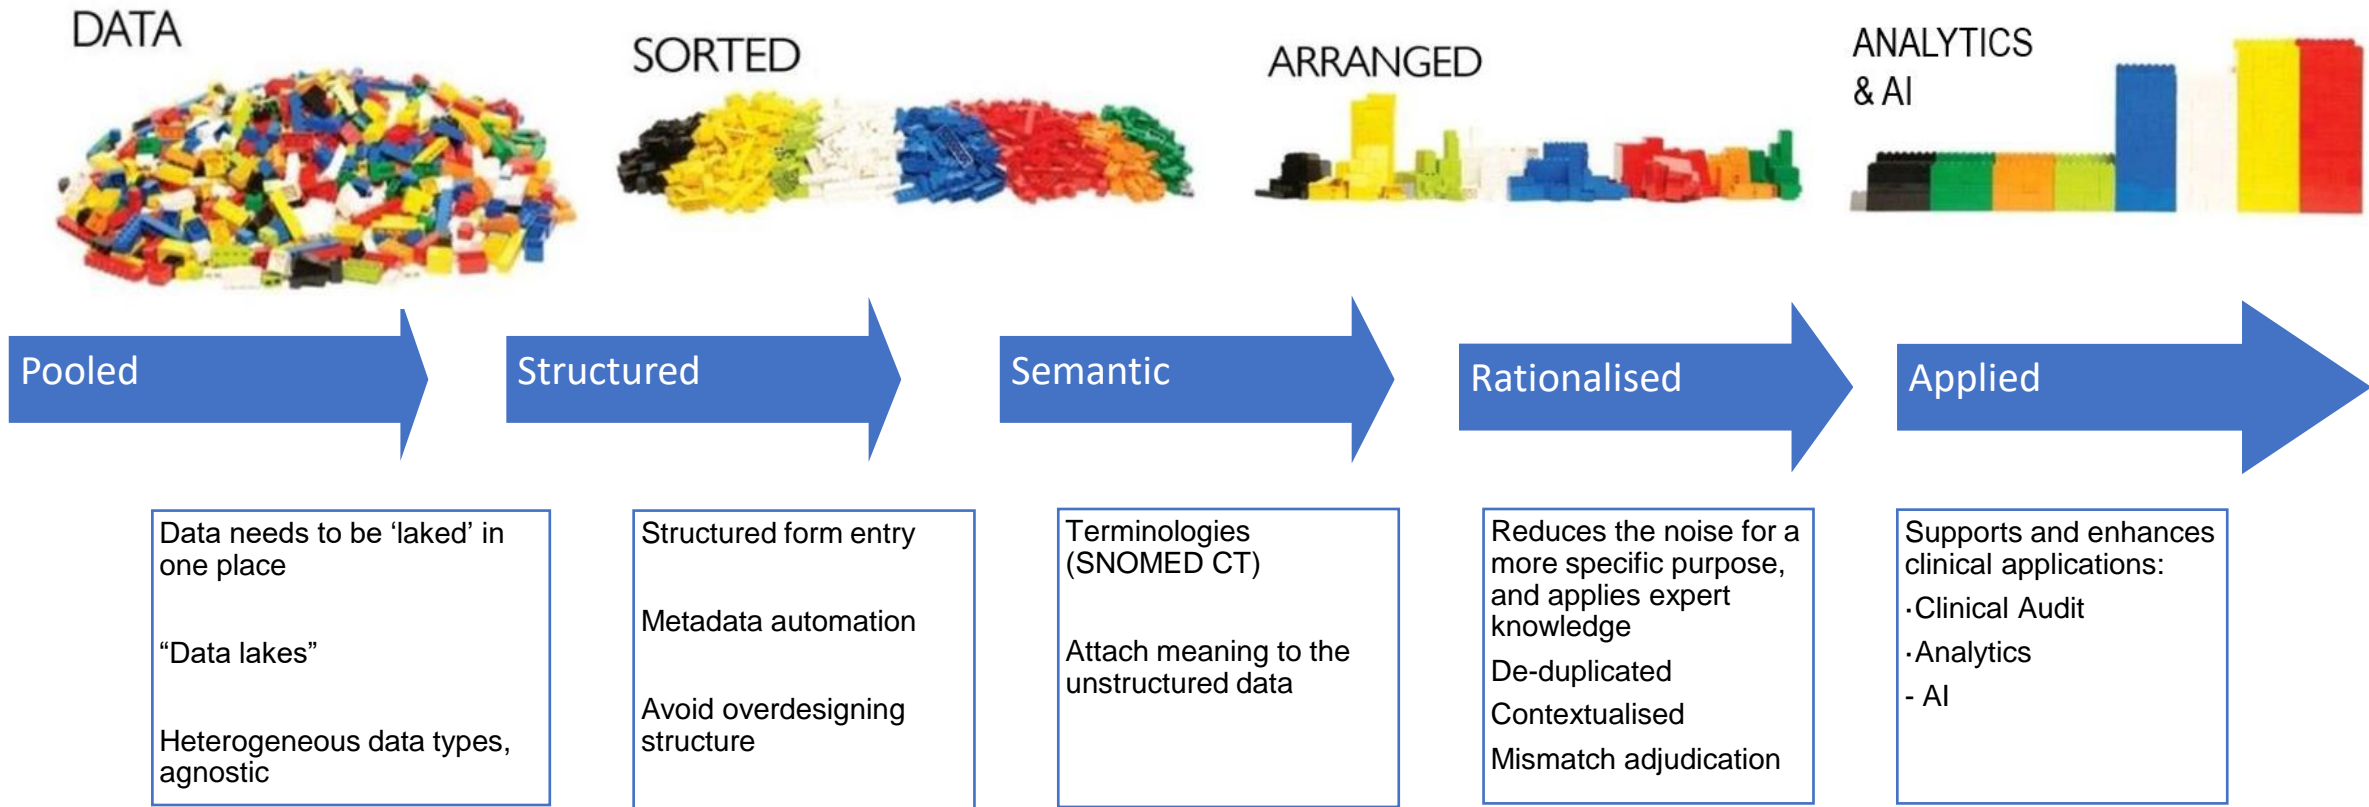 DATA
SORTED
ARRANGED
ANALYTICS
& AI
Pooled
Structured
Semantic
Rationalised
Applied
Data needs to be ‘laked’ in
one place
“Data lakes”
Heterogeneous data types,
agnostic
Structured form entry
Metadata automation
Avoid overdesigning
structure
Terminologies
(SNOMED CT)
Attach meaning to the
unstructured data
Reduces the noise for a
more specific purpose,
and applies expert
knowledge
De-duplicated
Contextualised
Mismatch adjudication
Supports and enhances
clinical applications:
·Clinical Audit
·Analytics
- AI